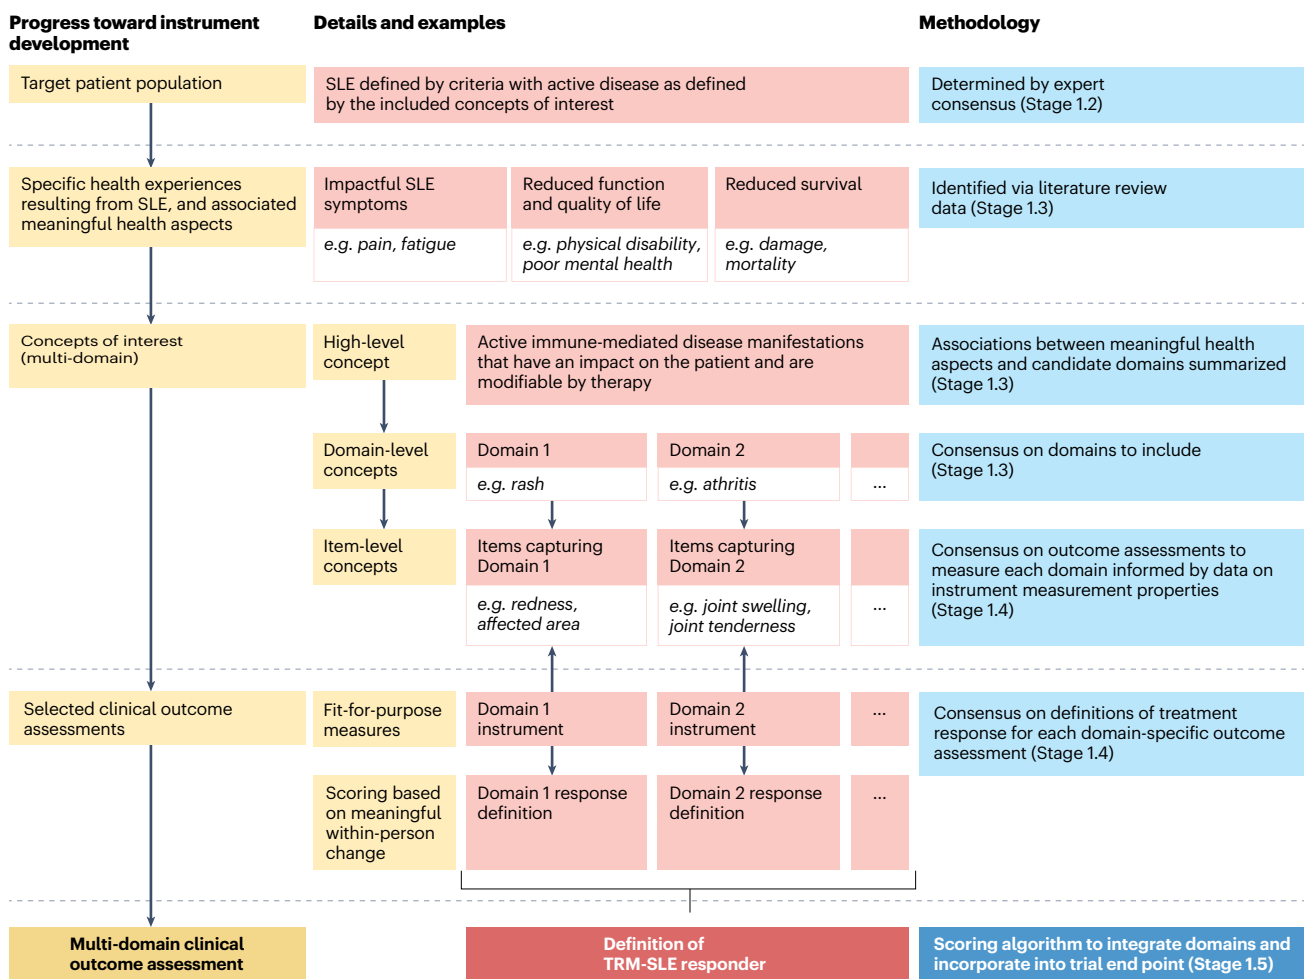 Progress toward instrument
development
Details and examples
Methodology
Target patient population
SLE defined by criteria with active disease as defined
by the included concepts of interest
Determined by expert
consensus (Stage 1.2)
Specific health experiences
resulting from SLE, and associated
meaningful health aspects
Impactful SLE
symptoms
e.g. pain, fatigue
Reduced function
and quality of life
e.g. physical disability,
poor mental health
Reduced survival
e.g. damage,
mortality
Identified via literature review
data (Stage 1.3)
Concepts of interest
(multi-domain)
High-level
concept
Active immune-mediated disease manifestations
that have an impact on the patient and are
modifiable by therapy
Associations between meaningful health
aspects and candidate domains summarized
(Stage 1.3)
Domain-level
concepts
Domain 1
e.g. rash
Domain 2
e.g. athritis
...
Consensus on domains to include
(Stage 1.3)
Item-level
concepts
Items capturing
Domain 1
e.g. redness,
affected area
Items capturing
Domain 2
e.g. joint swelling,
joint tenderness
...
Consensus on outcome assessments to
measure each domain informed by data on
instrument measurement properties
(Stage 1.4)
Selected clinical outcome
assessments
Fit-for-purpose
measures
Domain 1
instrument
Domain 2
instrument
...
Consensus on definitions of treatment
response for each domain-specific outcome
assessment (Stage 1.4)
Scoring based
on meaningful
within-person
change
Domain 1 response
definition
Domain 2 response
definition
...
Multi-domain clinical
outcome assessment
Definition of
TRM-SLE responder
Scoring algorithm to integrate domains and
incorporate into trial end point (Stage 1.5)